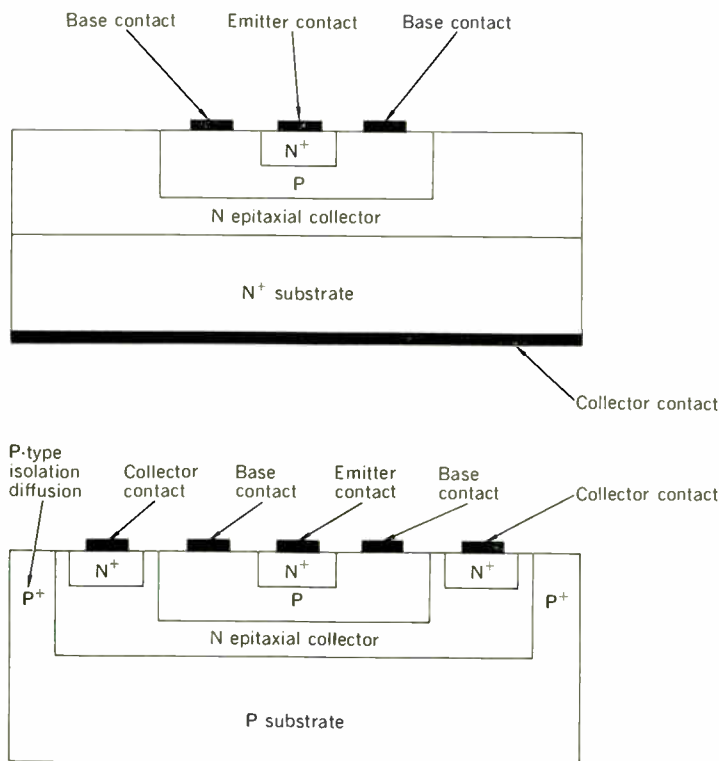 Base contact
Emitter contact
Base contact
N+
P
N epitaxial collector
N+ substrate
Collector contact
P-type
isolation
diffusion
Collector
contact
Base
contact
Emitter
contact
Base
contact
Collector contact
N+
N+
N+
P+
P
P+
N epitaxial collector
P substrate